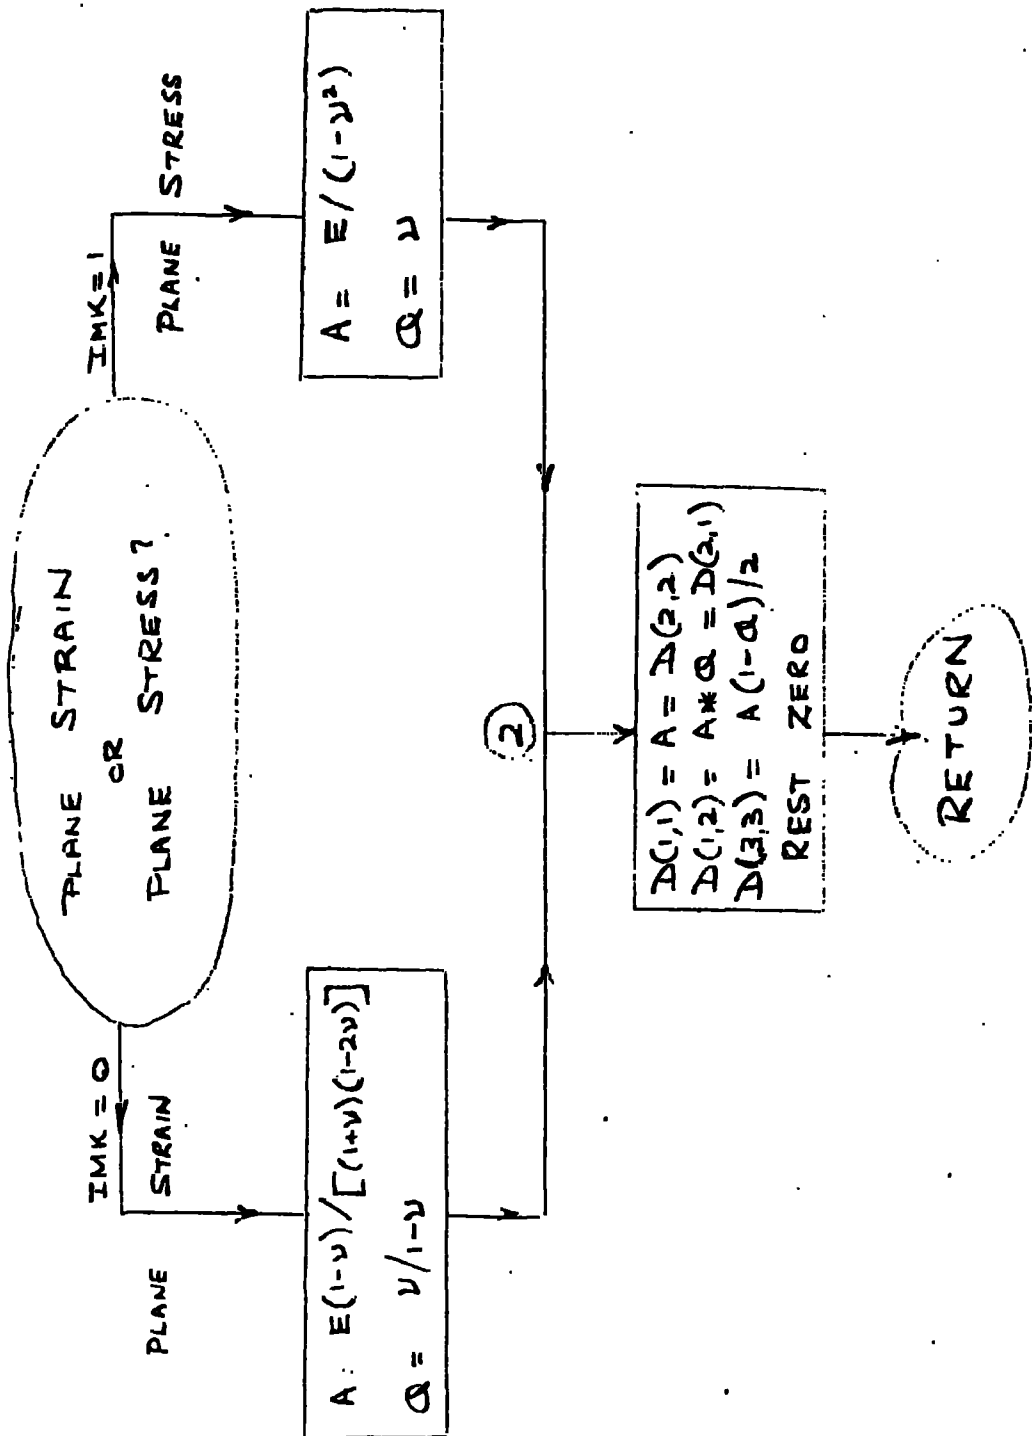 PLANE STRAIN
OR
PLANE STRESS?
IMK=0
PLANE STRAIN
IMK=1
PLANE STRESS
A: E(1-ν)/[(1+ν)(1-2ν)]
Q = ν/1-ν
A = E/(1-ν²)
Q = ν
2
D(1,1) = A = D(2,2)
D(1,2) = A*Q = D(2,1)
D(3,3) = A(1-Q)/2
REST ZERO
RETURN